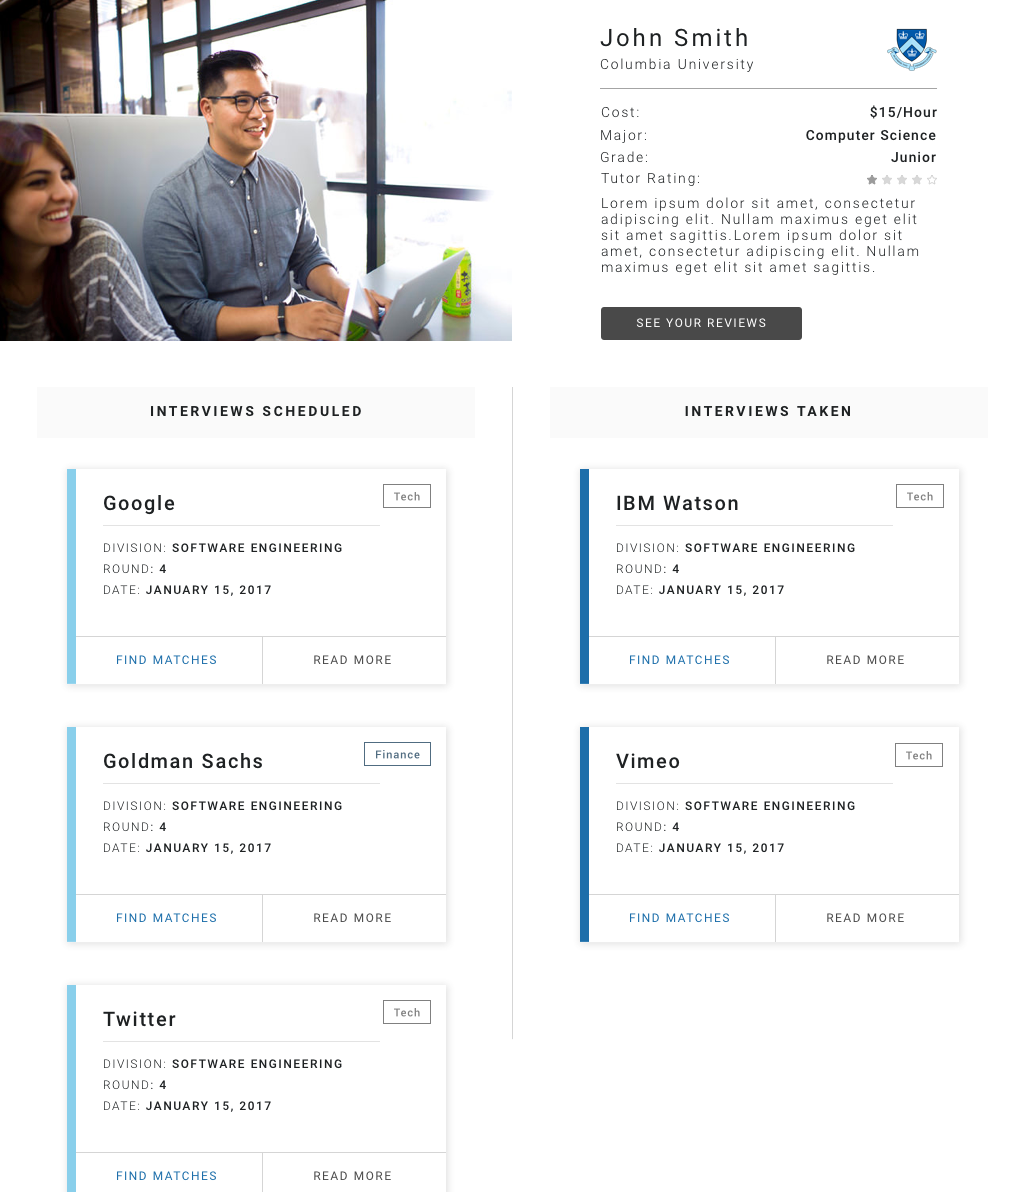 John Smith
Columbia University
Cost: $15/Hour
Major: Computer Science
Grade: Junior
Tutor Rating:
Lorem ipsum dolor sit amet, consectetur
adipiscing elit. Nullam maximus eget elit
sit amet sagittis.Lorem ipsum dolor sit
amet, consectetur adipiscing elit. Nullam
maximus eget elit sit amet sagittis.
SEE YOUR REVIEWS
INTERVIEWS SCHEDULED
Google
Tech
DIVISION: SOFTWARE ENGINEERING
ROUND: 4
DATE: JANUARY 15, 2017
FIND MATCHES
READ MORE
Goldman Sachs
Finance
DIVISION: SOFTWARE ENGINEERING
ROUND: 4
DATE: JANUARY 15, 2017
FIND MATCHES
READ MORE
Twitter
Tech
DIVISION: SOFTWARE ENGINEERING
ROUND: 4
DATE: JANUARY 15, 2017
FIND MATCHES
READ MORE
INTERVIEWS TAKEN
IBM Watson
Tech
DIVISION: SOFTWARE ENGINEERING
ROUND: 4
DATE: JANUARY 15, 2017
FIND MATCHES
READ MORE
Vimeo
Tech
DIVISION: SOFTWARE ENGINEERING
ROUND: 4
DATE: JANUARY 15, 2017
FIND MATCHES
READ MORE